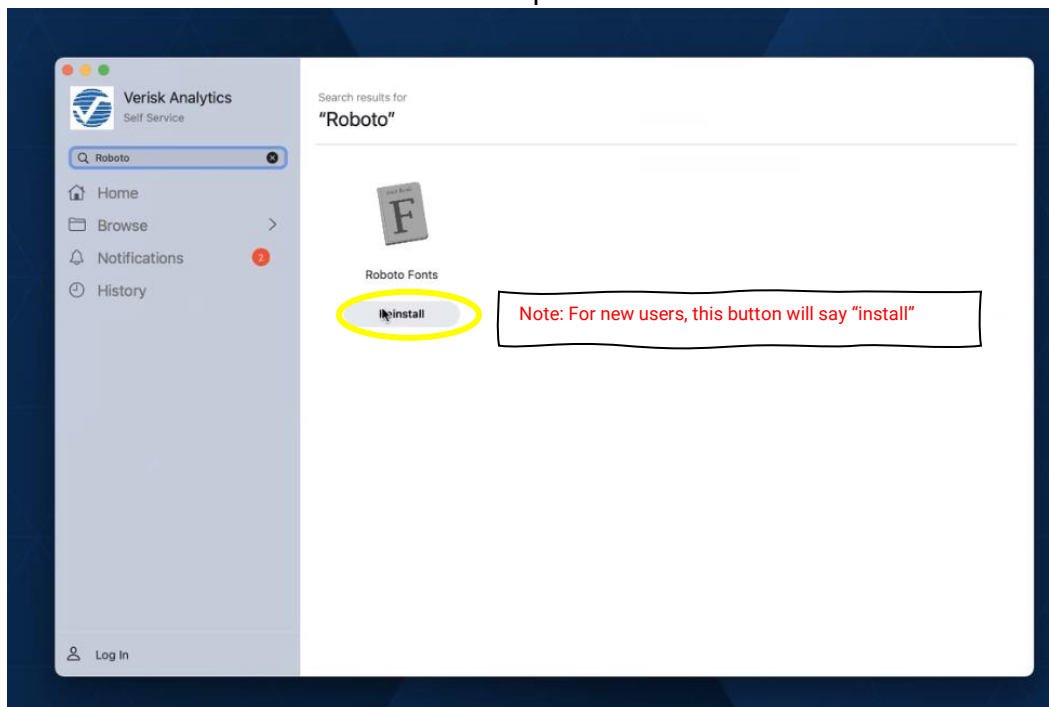 Verisk Analytics
Self Service
Roboto
Home
Browse
Notifications
2
History
Log In
Search results for
“Roboto”
F
Roboto Fonts
Reinstall
Note: For new users, this button will say “install”